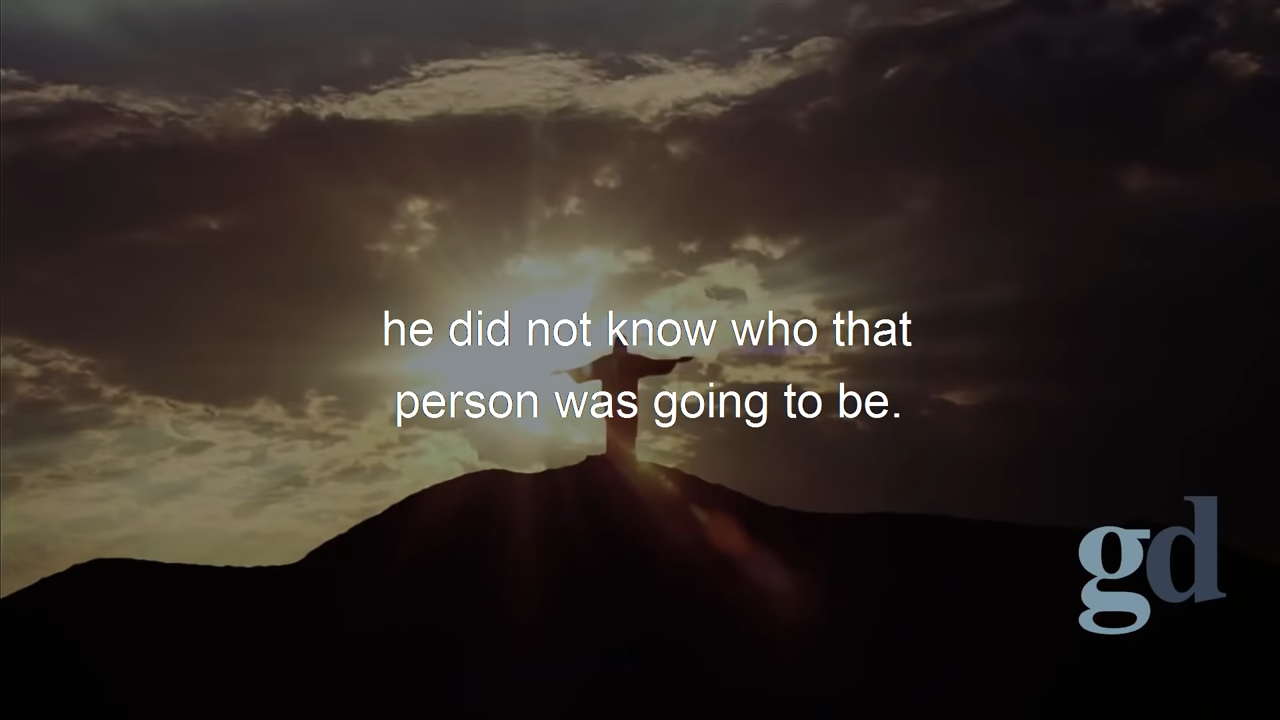 he did not know who that
person was going to be.
gd